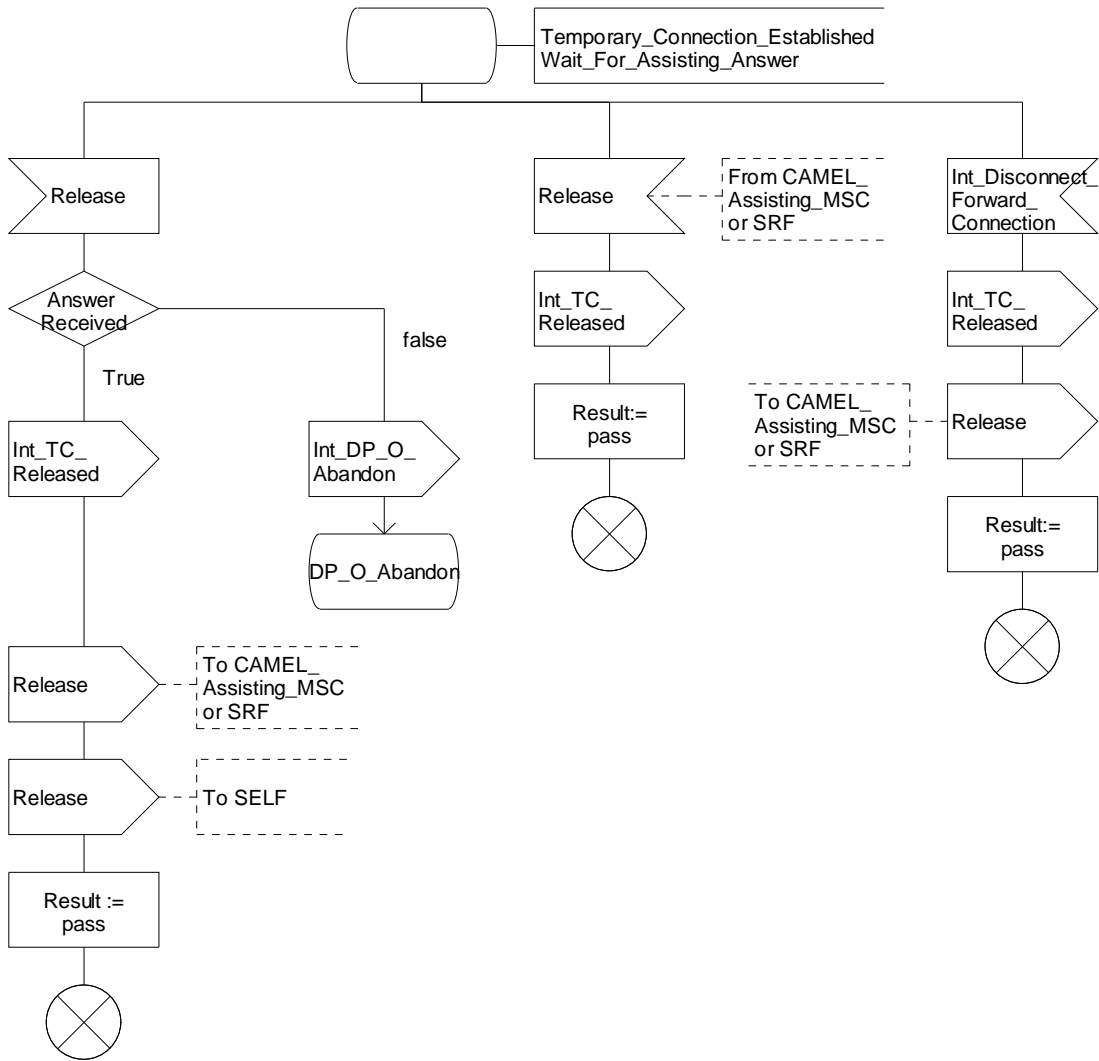 Temporary_Connection_Established
Wait_For_Assisting_Answer
Release
Release
From CAMEL_
Assisting_MSC
or SRF
Int_Disconnect_
Forward_
Connection
Answer
Received
false
True
Int_TC_
Released
Int_TC_
Released
Int_TC_
Released
Int_DP_O_
Abandon
Result:=
pass
To CAMEL_
Assisting_MSC
or SRF
Release
DP_O_Abandon
Result:=
pass
Release
To CAMEL_
Assisting_MSC
or SRF
Release
To SELF
Result :=
pass